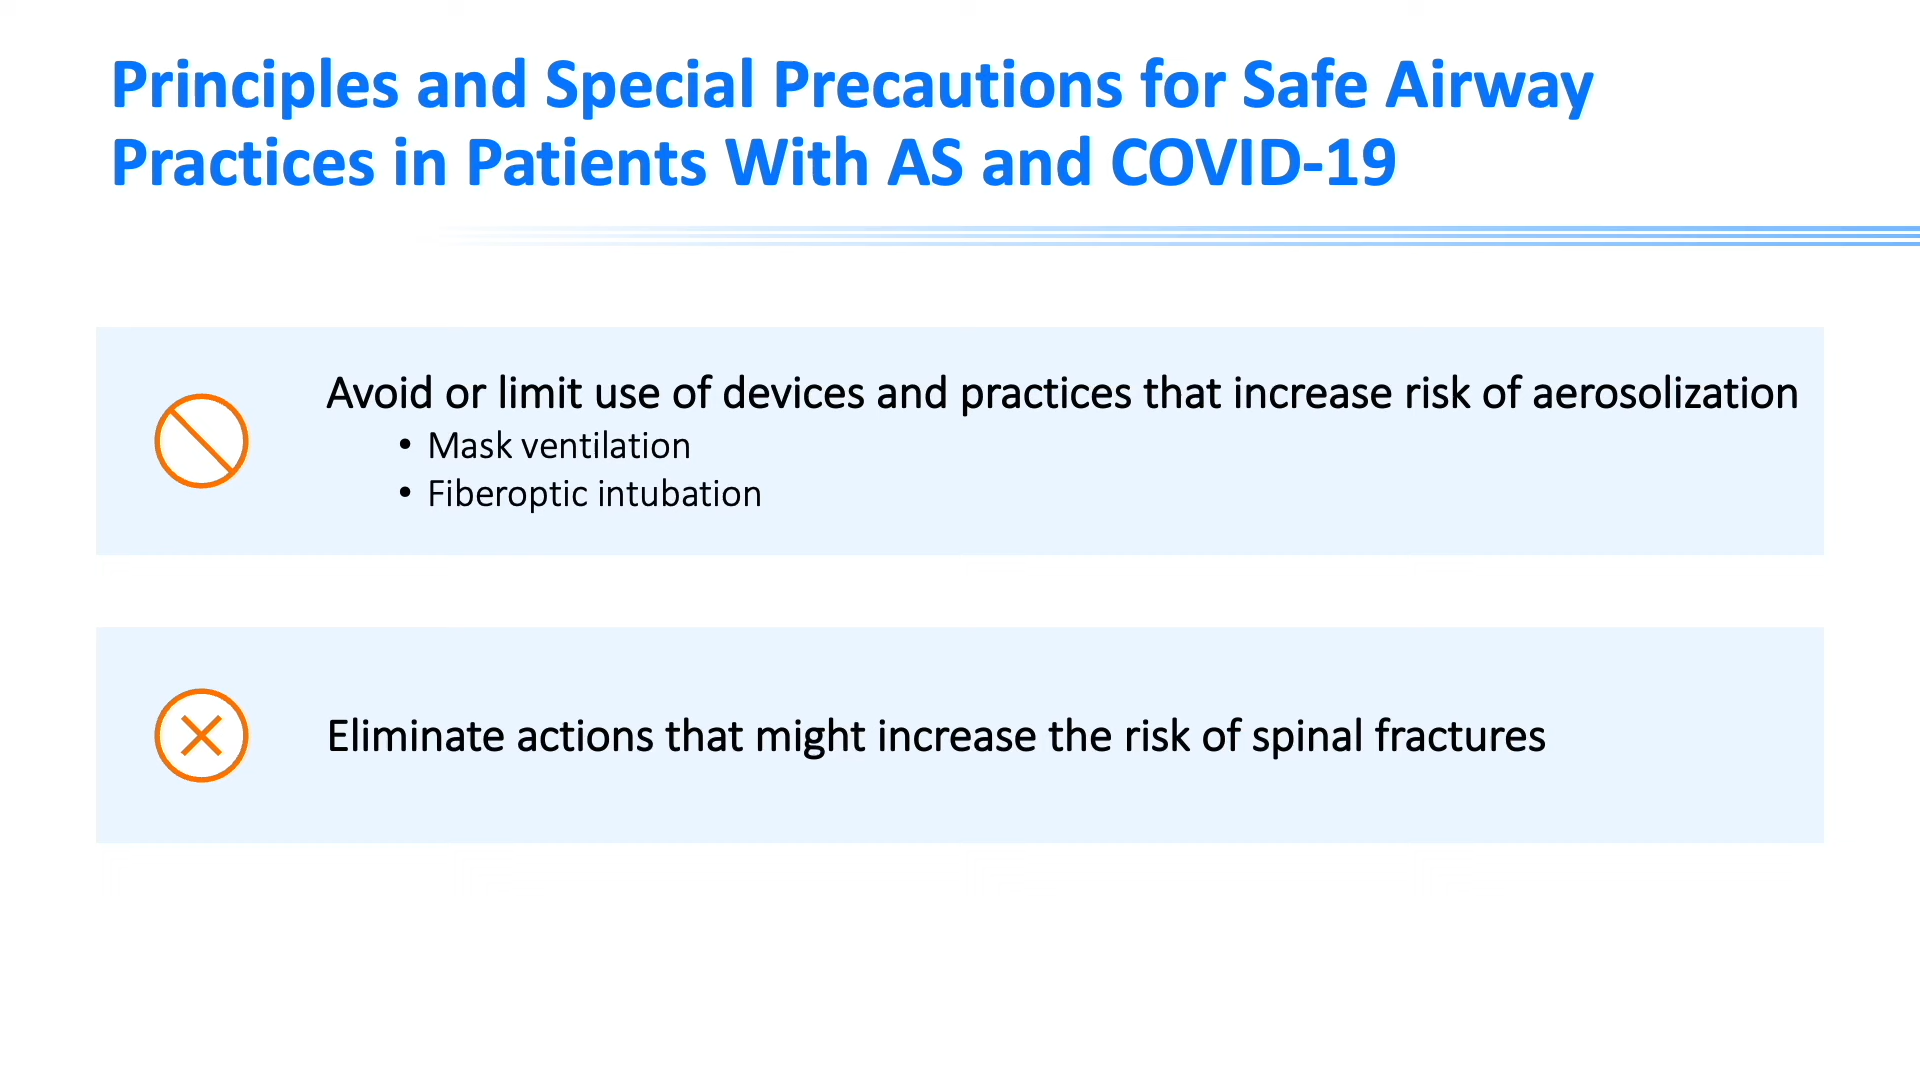 Principles and Special Precautions for Safe Airway
Practices in Patients With AS and COVID-19
Avoid or limit use of devices and practices that increase risk of aerosolization
• Mask ventilation
• Fiberoptic intubation
Eliminate actions that might increase the risk of spinal fractures